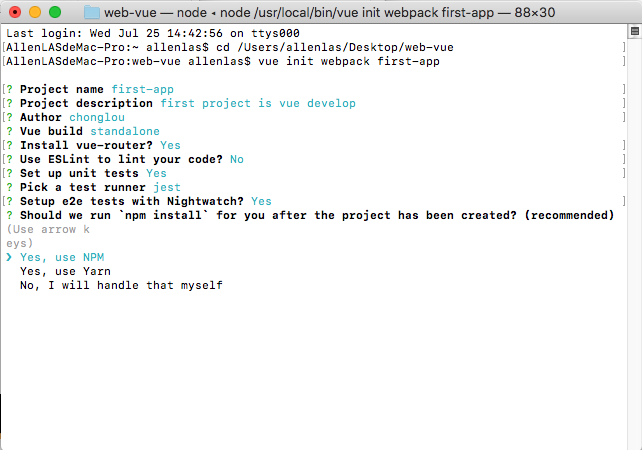 web-vue — node ◂ node /usr/local/bin/vue init webpack first-app — 88×30
Last login: Wed Jul 25 14:42:56 on ttys000
[AllenLASdeMac-Pro:~ allenlas$ cd /Users/allenlas/Desktop/web-vue ]
[AllenLASdeMac-Pro:web-vue allenlas$ vue init webpack first-app ]
[? Project name first-app ]
[? Project description first project is vue develop ]
[? Author chonglou ]
? Vue build standalone
[? Install vue-router? Yes ]
[? Use ESLint to lint your code? No ]
[? Set up unit tests Yes ]
? Pick a test runner jest
[? Setup e2e tests with Nightwatch? Yes ]
? Should we run `npm install` for you after the project has been created? (recommended)
(Use arrow k
eys)
❯ Yes, use NPM
Yes, use Yarn
No, I will handle that myself